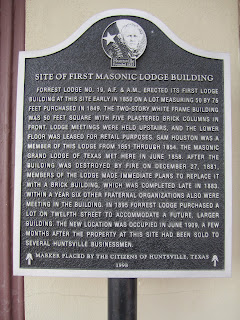 SITE OF FIRST MASONIC LODGE BUILDING
FORREST LODGE NO. 19, A.F. & A.M., ERECTED ITS FIRST LODGE
BUILDING AT THIS SITE EARLY IN 1850 ON A LOT MEASURING 50 BY 76
FEET PURCHASED IN 1849. THE TWO-STORY WHITE FRAME BUILDING
WAS 50 FEET SQUARE WITH FIVE PLASTERED BRICK COLUMNS IN
FRONT. LODGE MEETINGS WERE HELD UPSTAIRS, AND THE LOWER
FLOOR WAS LEASED FOR RETAIL PURPOSES. SAM HOUSTON WAS A
MEMBER OF THIS LODGE FROM 1851 THROUGH 1854. THE MASONIC
GRAND LODGE OF TEXAS MET HERE IN JUNE 1858. AFTER THE
BUILDING WAS DESTROYED BY FIRE ON DECEMBER 27, 1881,
MEMBERS OF THE LODGE MADE IMMEDIATE PLANS TO REPLACE IT
WITH A BRICK BUILDING, WHICH WAS COMPLETED LATE IN 1883.
WITHIN A YEAR SIX OTHER FRATERNAL ORGANIZATIONS ALSO WERE
MEETING IN THE BUILDING. IN 1895 FORREST LODGE PURCHASED A
LOT ON TWELFTH STREET TO ACCOMMODATE A FUTURE, LARGER
BUILDING. THE NEW LOCATION WAS OCCUPIED IN JUNE 1909, A FEW
MONTHS AFTER THE PROPERTY AT THIS SITE HAD BEEN SOLD TO
SEVERAL HUNTSVILLE BUSINESSMEN.
MARKER PLACED BY THE CITIZENS OF HUNTSVILLE, TEXAS
1998